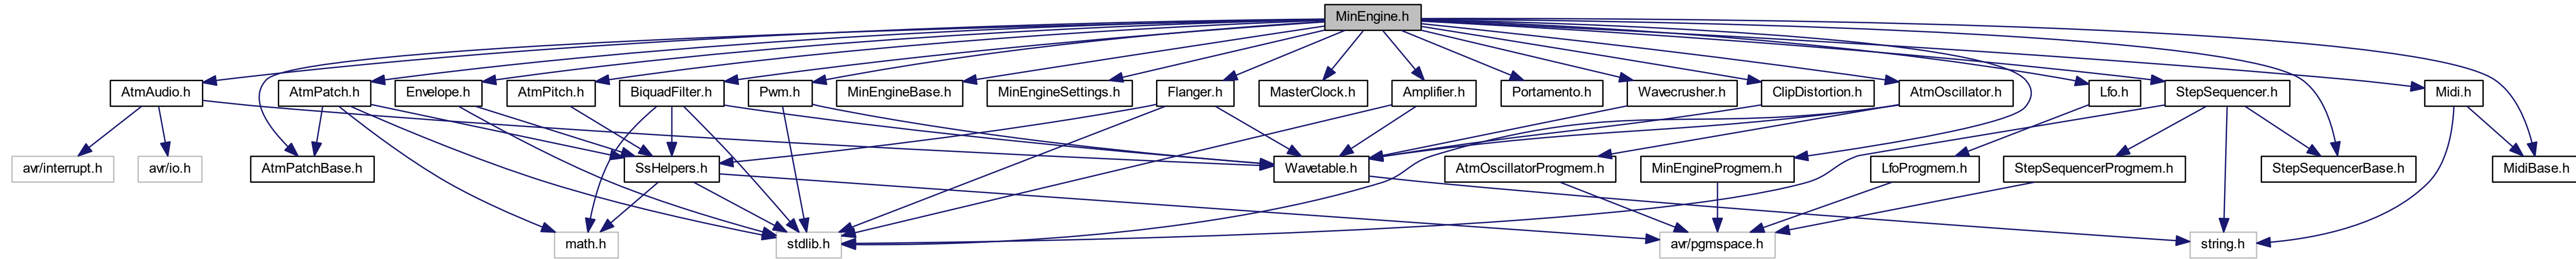 MinEngine.h
AtmAudio.h
AtmPatch.h
Envelope.h
AtmPitch.h
BiquadFilter.h
Pwm.h
MinEngineBase.h
MinEngineSettings.h
Flanger.h
MasterClock.h
Amplifier.h
Portamento.h
Wavecrusher.h
ClipDistortion.h
AtmOscillator.h
Lfo.h
StepSequencer.h
Midi.h
avr/interrupt.h
avr/io.h
AtmPatchBase.h
SsHelpers.h
Wavetable.h
AtmOscillatorProgmem.h
MinEngineProgmem.h
LfoProgmem.h
StepSequencerProgmem.h
StepSequencerBase.h
MidiBase.h
math.h
stdlib.h
avr/pgmspace.h
string.h